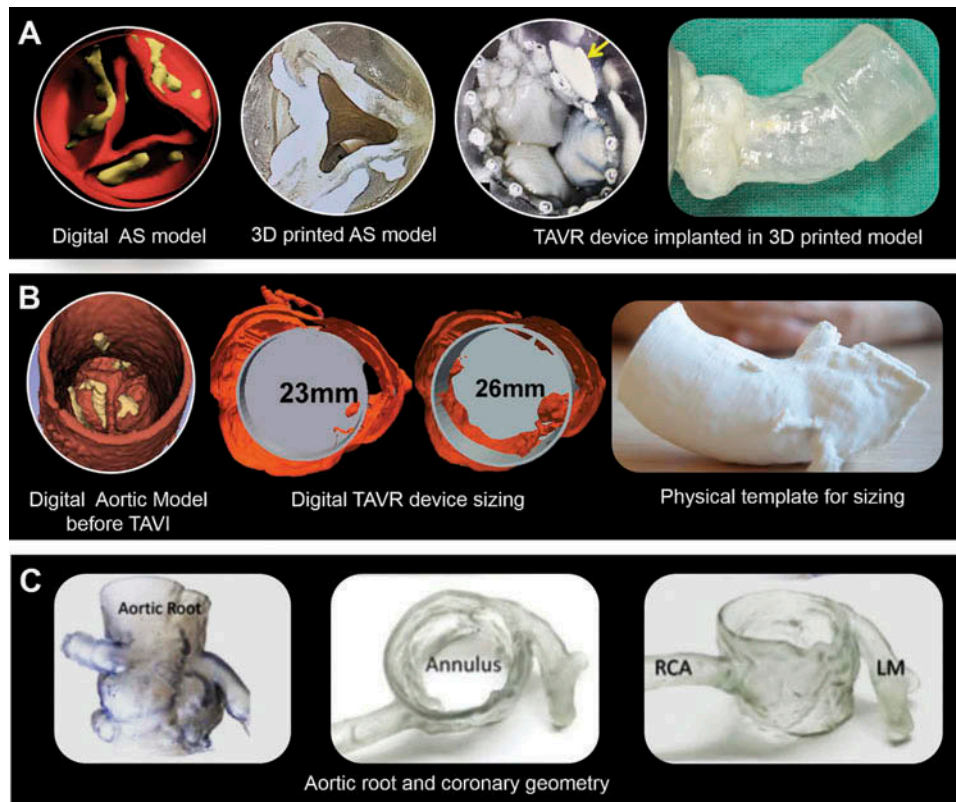 A
Digital AS model
3D printed AS model
TAVR device implanted in 3D printed model
B
23mm
26mm
Digital Aortic Model
before TAVI
Digital TAVR device sizing
Physical template for sizing
C
Aortic Root
Annulus
RCA
LM
Aortic root and coronary geometry